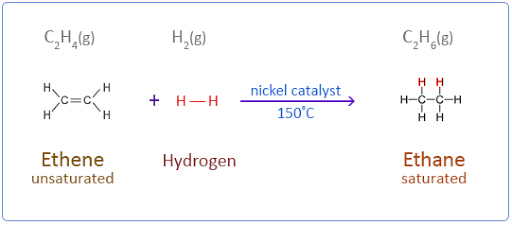 C₂H₄(g) H₂(g) C₂H₆(g)
H H H H
C=C + H—H nickel catalyst H-C-C-H
H H 150°C H H
Ethene Hydrogen Ethane
unsaturated saturated